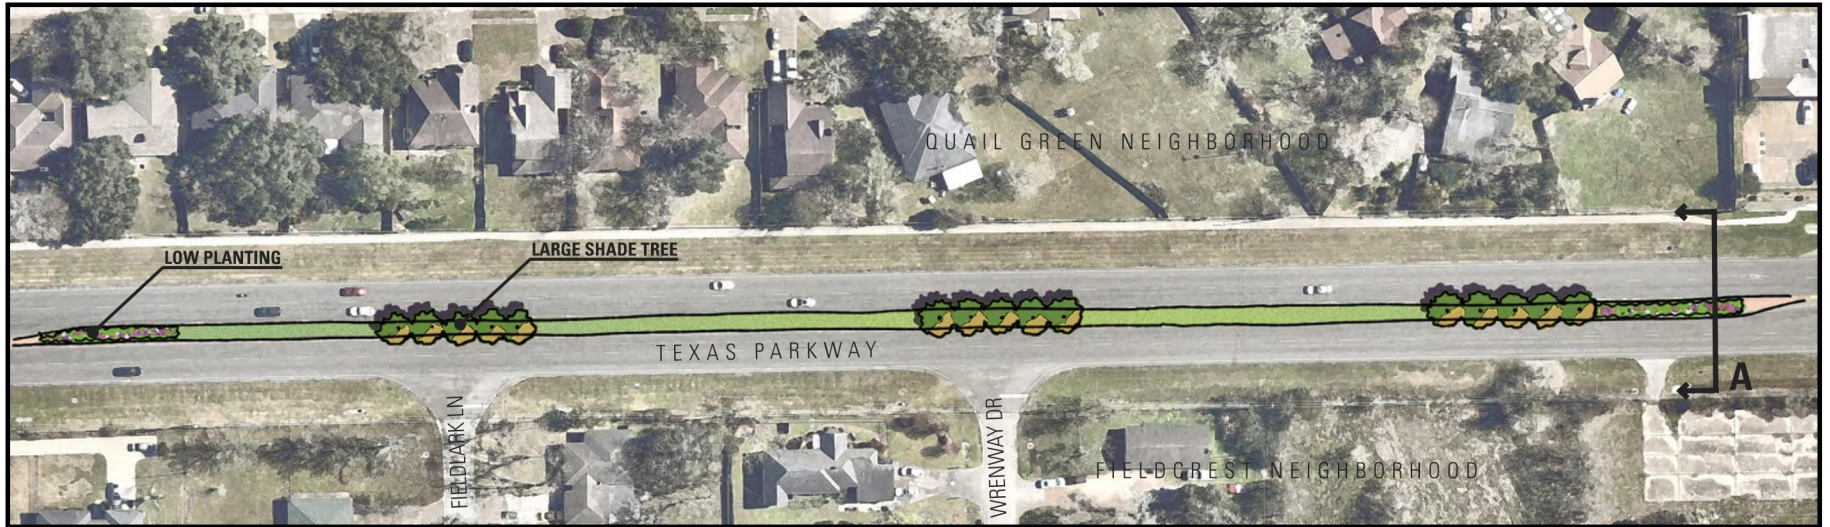 QUAIL GREEN NEIGHBORHOOD
LOW PLANTING
LARGE SHADE TREE
TEXAS PARKWAY
A
FIELDLARK LN
WRENWAY DR
FIELDCREST NEIGHBORHOOD